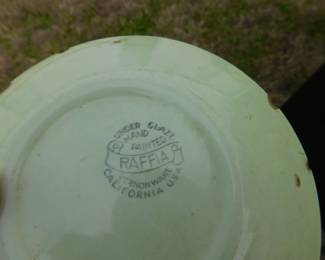 UNDER GLAZE
HAND
PAINTED
RAFFIA
VERNONWARE
CALIFORNIA U.S.A.